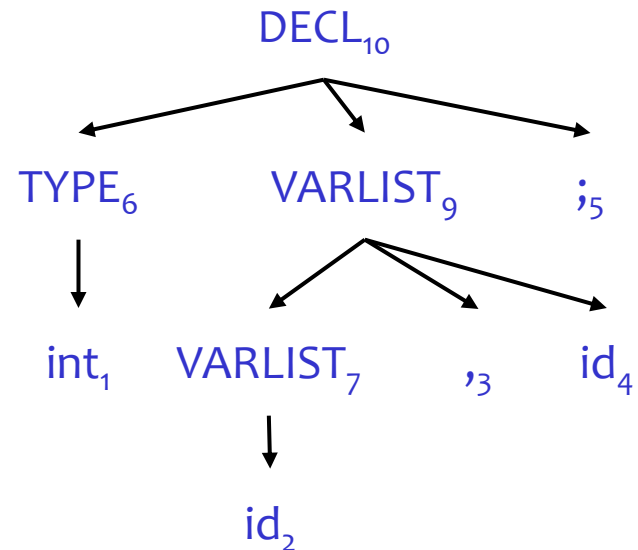 DECL₁₀
TYPE₆ VARLIST₉ ;₅
int₁ VARLIST₇ ,₃ id₄
id₂